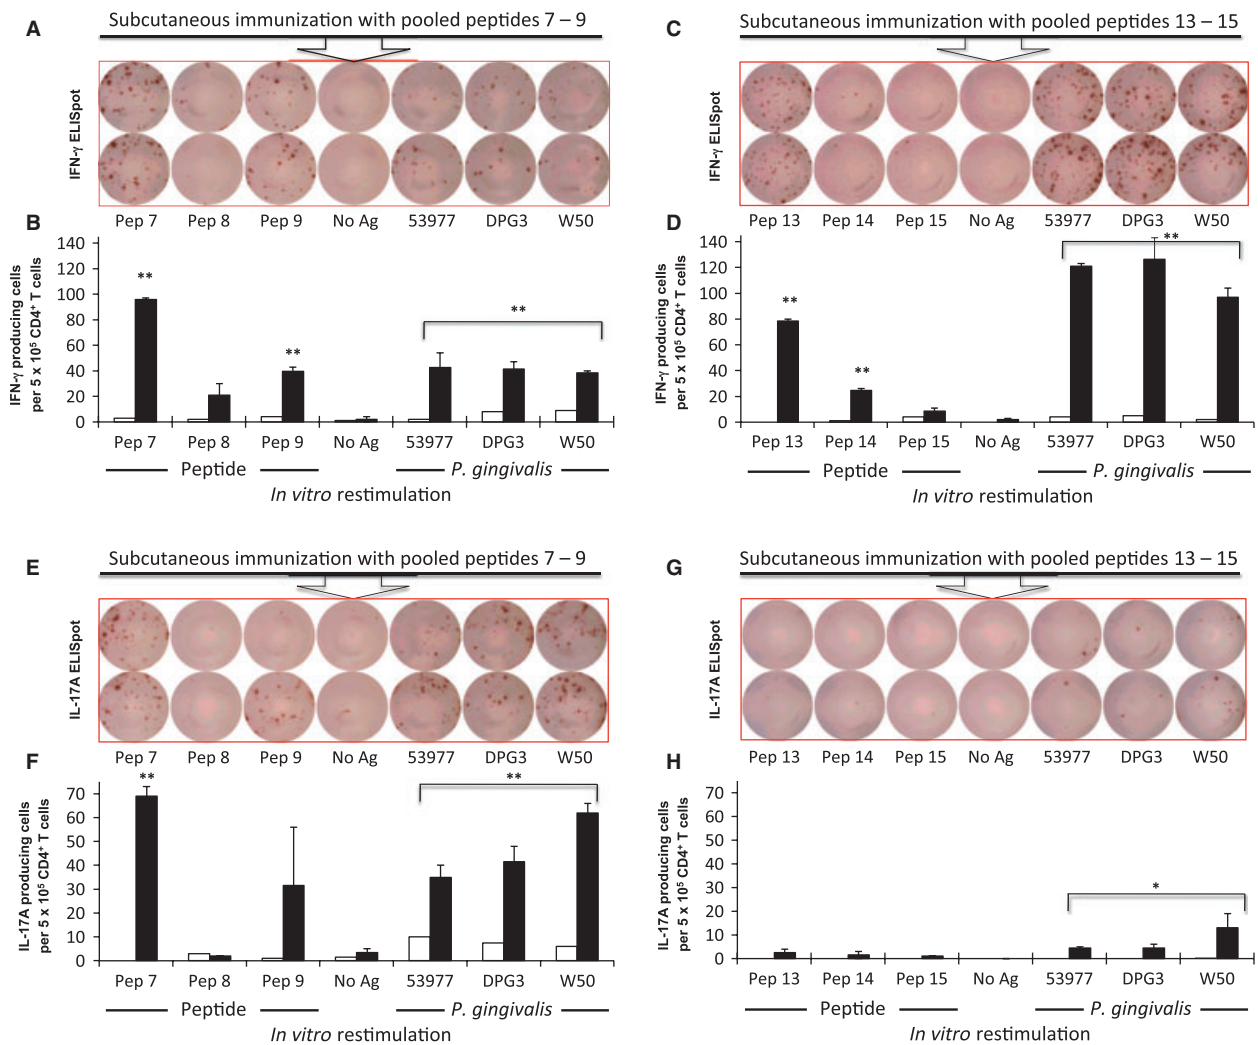 A
Subcutaneous immunization with pooled peptides 7 – 9
IFN-γ ELISpot
Pep 7 Pep 8 Pep 9 No Ag 53977 DPG3 W50
B
IFN-γ producing cells
per 5 x 10⁵ CD4⁺ T cells
140
120
100
80
60
40
20
0
** ** **
Pep 7 Pep 8 Pep 9 No Ag 53977 DPG3 W50
Peptide P. gingivalis
In vitro restimulation
C
Subcutaneous immunization with pooled peptides 13 – 15
IFN-γ ELISpot
Pep 13 Pep 14 Pep 15 No Ag 53977 DPG3 W50
D
IFN-γ producing cells
per 5 x 10⁵ CD4⁺ T cells
140
120
100
80
60
40
20
0
** ** **
Pep 13 Pep 14 Pep 15 No Ag 53977 DPG3 W50
Peptide P. gingivalis
In vitro restimulation
E
Subcutaneous immunization with pooled peptides 7 – 9
IL-17A ELISpot
Pep 7 Pep 8 Pep 9 No Ag 53977 DPG3 W50
F
IL-17A producing cells
per 5 x 10⁵ CD4⁺ T cells
70
60
50
40
30
20
10
0
** **
Pep 7 Pep 8 Pep 9 No Ag 53977 DPG3 W50
Peptide P. gingivalis
In vitro restimulation
G
Subcutaneous immunization with pooled peptides 13 – 15
IL-17A ELISpot
Pep 13 Pep 14 Pep 15 No Ag 53977 DPG3 W50
H
IL-17A producing cells
per 5 x 10⁵ CD4⁺ T cells
70
60
50
40
30
20
10
0
*
Pep 13 Pep 14 Pep 15 No Ag 53977 DPG3 W50
Peptide P. gingivalis
In vitro restimulation